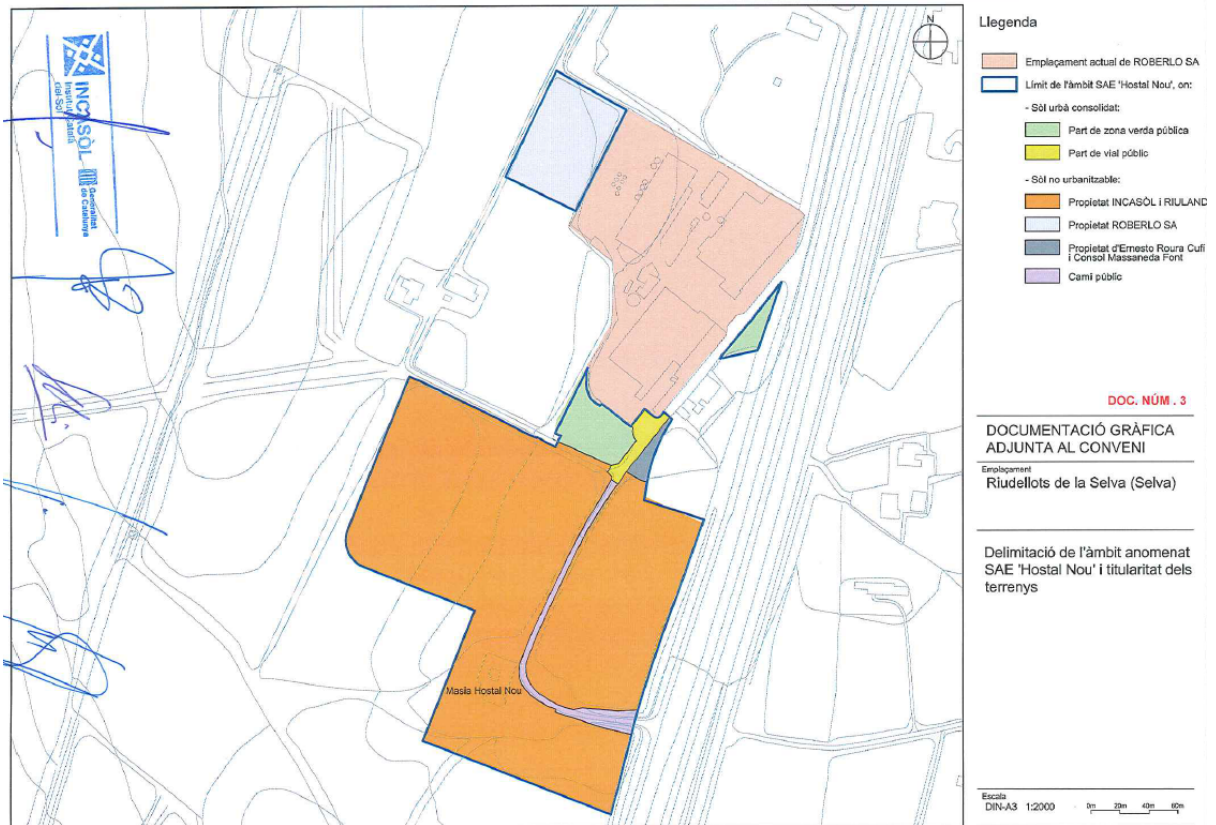 INCASÒL
Institut Català
del Sòl
Generalitat
de Catalunya
N
Masia Hostal Nou
Llegenda
Emplaçament actual de ROBERLO SA
Límit de l'àmbit SAE 'Hostal Nou', on:
- Sòl urbà consolidat:
Part de zona verda pública
Part de vial públic
- Sòl no urbanitzable:
Propietat INCASÒL i RIULAND
Propietat ROBERLO SA
Propietat d'Ernesto Roura Cufí
i Consol Massaneda Font
Camí públic
DOC. NÚM . 3
DOCUMENTACIÓ GRÀFICA
ADJUNTA AL CONVENI
Emplaçament
Riudellots de la Selva (Selva)
Delimitació de l'àmbit anomenat
SAE 'Hostal Nou' i titularitat dels
terrenys
Escala
DIN-A3 1:2000
0m 20m 40m 60m